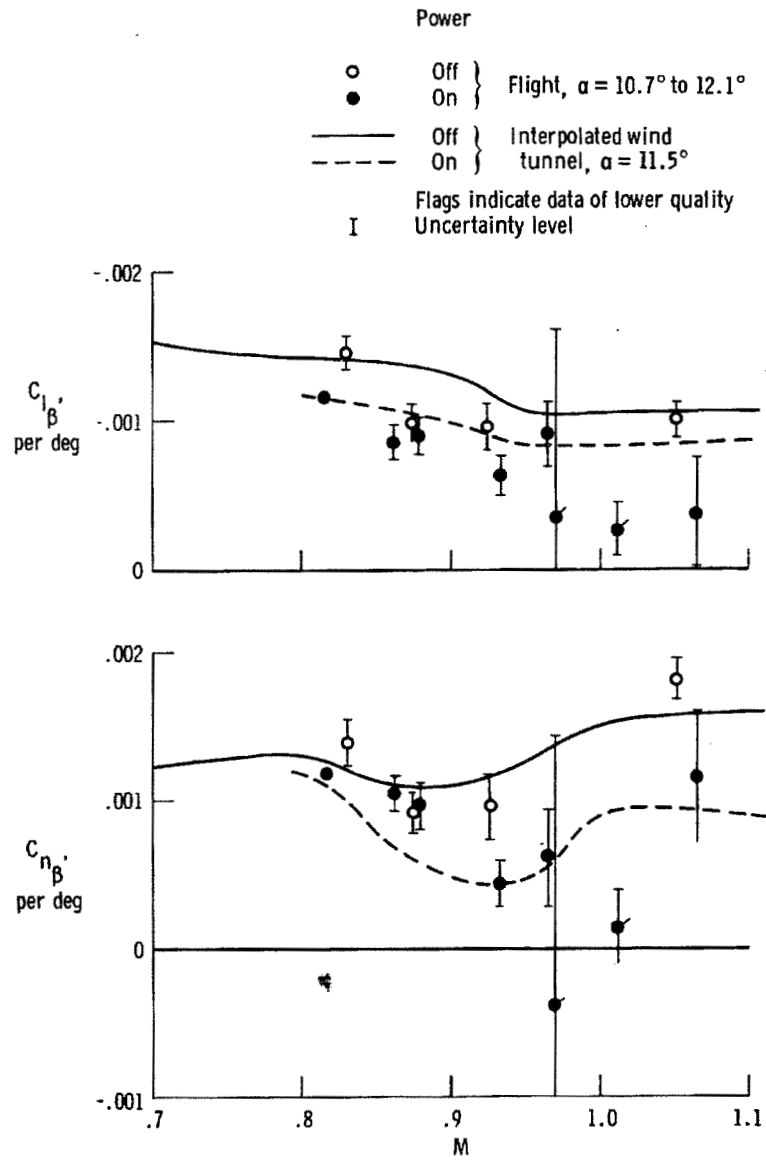 Power
Off
On
Flight, α = 10.7° to 12.1°
Off
On
Interpolated wind
tunnel, α = 11.5°
Flags indicate data of lower quality
I Uncertainty level
-.002
-.001
0
C_lβ,
per deg
.002
.001
0
-.001
C_nβ,
per deg
.7 .8 .9 1.0 1.1
M